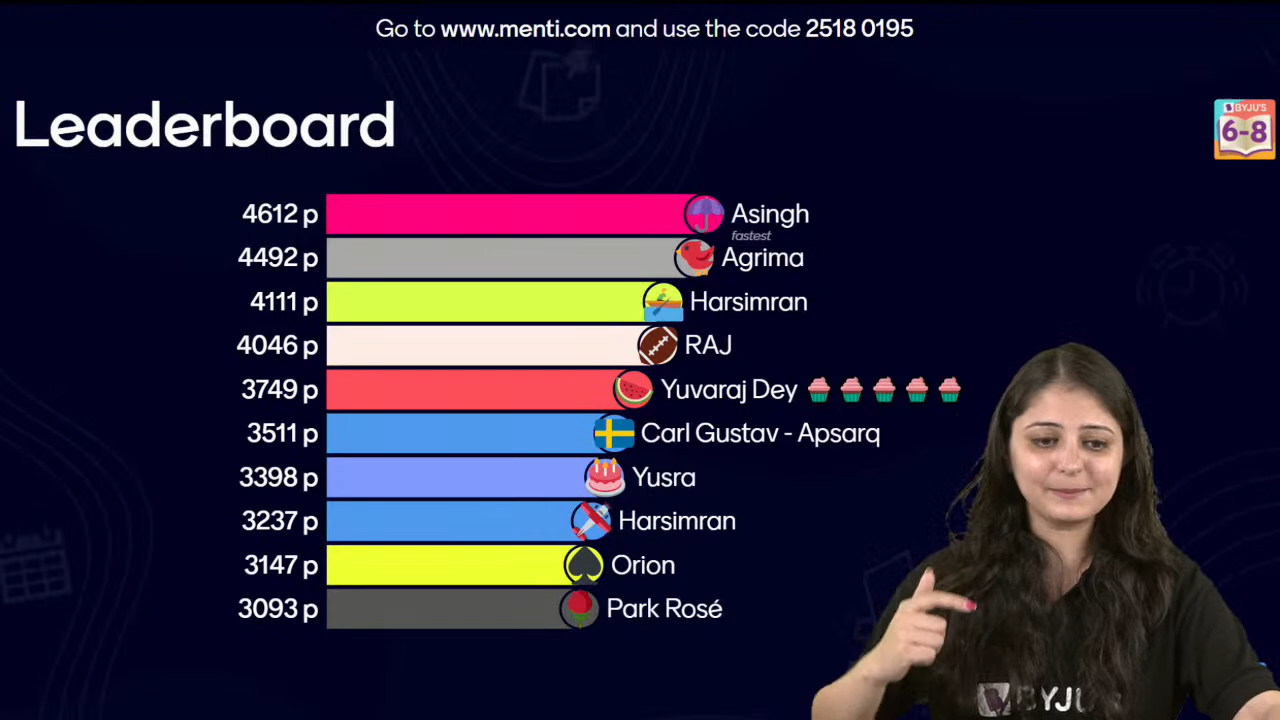 Go to www.menti.com and use the code 2518 0195
Leaderboard
BYJU'S
6-8
4612 p Asingh
fastest
4492 p Agrima
4111 p Harsimran
4046 p RAJ
3749 p Yuvaraj Dey 🧁 🧁 🧁 🧁 🧁
3511 p Carl Gustav - Apsarq
3398 p Yusra
3237 p Harsimran
3147 p Orion
3093 p Park Rosé
BYJU'S